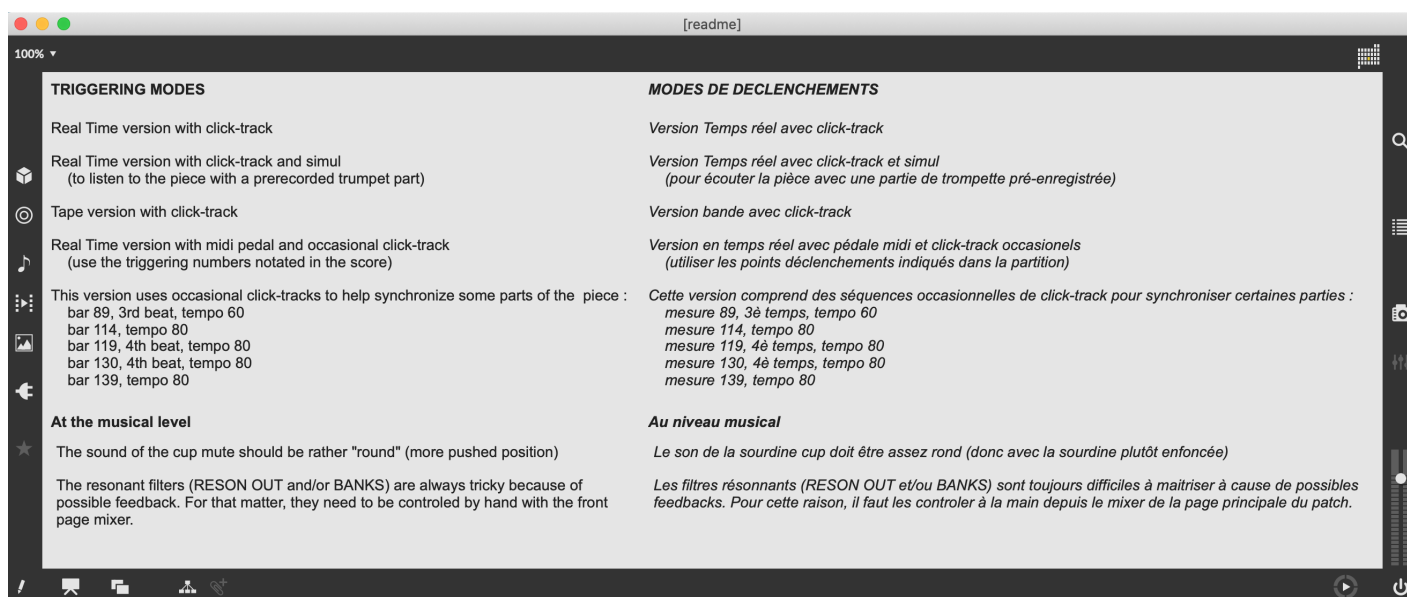 [readme]
100%
TRIGGERING MODES
Real Time version with click-track
Real Time version with click-track and simul
(to listen to the piece with a prerecorded trumpet part)
Tape version with click-track
Real Time version with midi pedal and occasional click-track
(use the triggering numbers notated in the score)
This version uses occasional click-tracks to help synchronize some parts of the piece :
bar 89, 3rd beat, tempo 60
bar 114, tempo 80
bar 119, 4th beat, tempo 80
bar 130, 4th beat, tempo 80
bar 139, tempo 80
At the musical level
The sound of the cup mute should be rather "round" (more pushed position)
The resonant filters (RESON OUT and/or BANKS) are always tricky because of
possible feedback. For that matter, they need to be controled by hand with the front
page mixer.
MODES DE DECLENCHEMENTS
Version Temps réel avec click-track
Version Temps réel avec click-track et simul
(pour écouter la pièce avec une partie de trompette pré-enregistrée)
Version bande avec click-track
Version en temps réel avec pédale midi et click-track occasionels
(utiliser les points déclenchements indiqués dans la partition)
Cette version comprend des séquences occasionnelles de click-track pour synchroniser certaines parties :
mesure 89, 3è temps, tempo 60
mesure 114, tempo 80
mesure 119, 4è temps, tempo 80
mesure 130, 4è temps, tempo 80
mesure 139, tempo 80
Au niveau musical
Le son de la sourdine cup doit être assez rond (donc avec la sourdine plutôt enfoncée)
Les filtres résonnants (RESON OUT et/ou BANKS) sont toujours difficiles à maitriser à cause de possibles
feedbacks. Pour cette raison, il faut les controler à la main depuis le mixer de la page principale du patch.